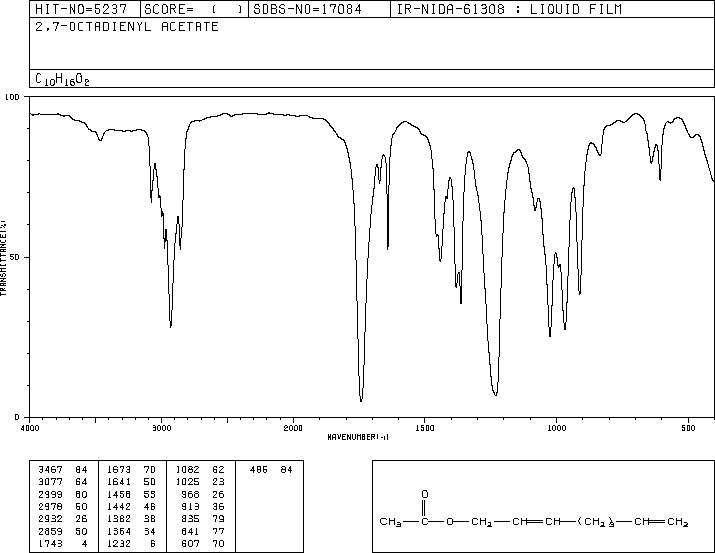 HIT-NO=5237 SCORE= ( ) SDBS-NO=17084 IR-NIDA-61308 : LIQUID FILM
2,7-OCTADIENYL ACETATE
C10H16O2
100
50
0
TRANSMITTANCE(%)
4000 3000 2000 1500 1000 500
WAVENUMBER(-1)
3467 84 1673 70 1082 62 486 84
3077 64 1641 50 1025 23
2999 60 1458 55 968 26
2978 50 1442 46 913 36
2932 26 1382 38 835 79
2859 50 1364 34 641 77
1743 4 1232 6 607 70
O
CH3 C O CH2 CH CH (CH2)3 CH CH2